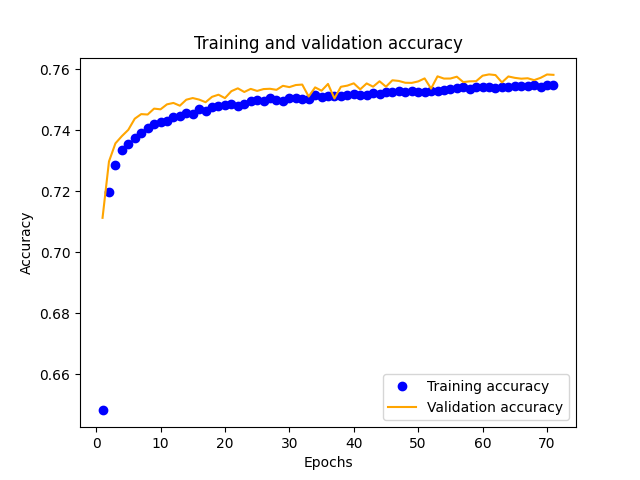 Training and validation accuracy
0.76
0.74
0.72
0.70
0.68
0.66
Accuracy
0 10 20 30 40 50 60 70
Epochs
Training accuracy
Validation accuracy